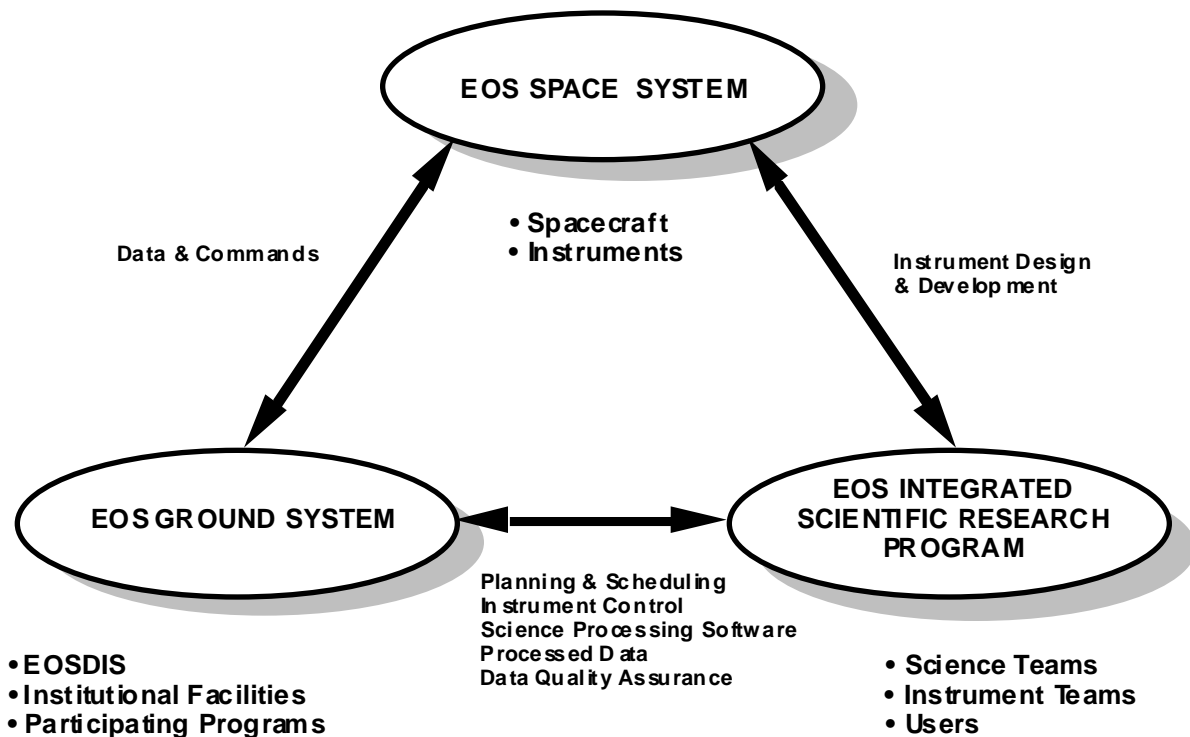 EOS SPACE SYSTEM
• Spacecraft
• Instruments
Data & Commands
Instrument Design
& Development
EOS GROUND SYSTEM
EOS INTEGRATED
SCIENTIFIC RESEARCH
PROGRAM
Planning & Scheduling
Instrument Control
Science Processing Software
Processed Data
Data Quality Assurance
• EOSDIS
• Institutional Facilities
• Participating Programs
• Science Teams
• Instrument Teams
• Users